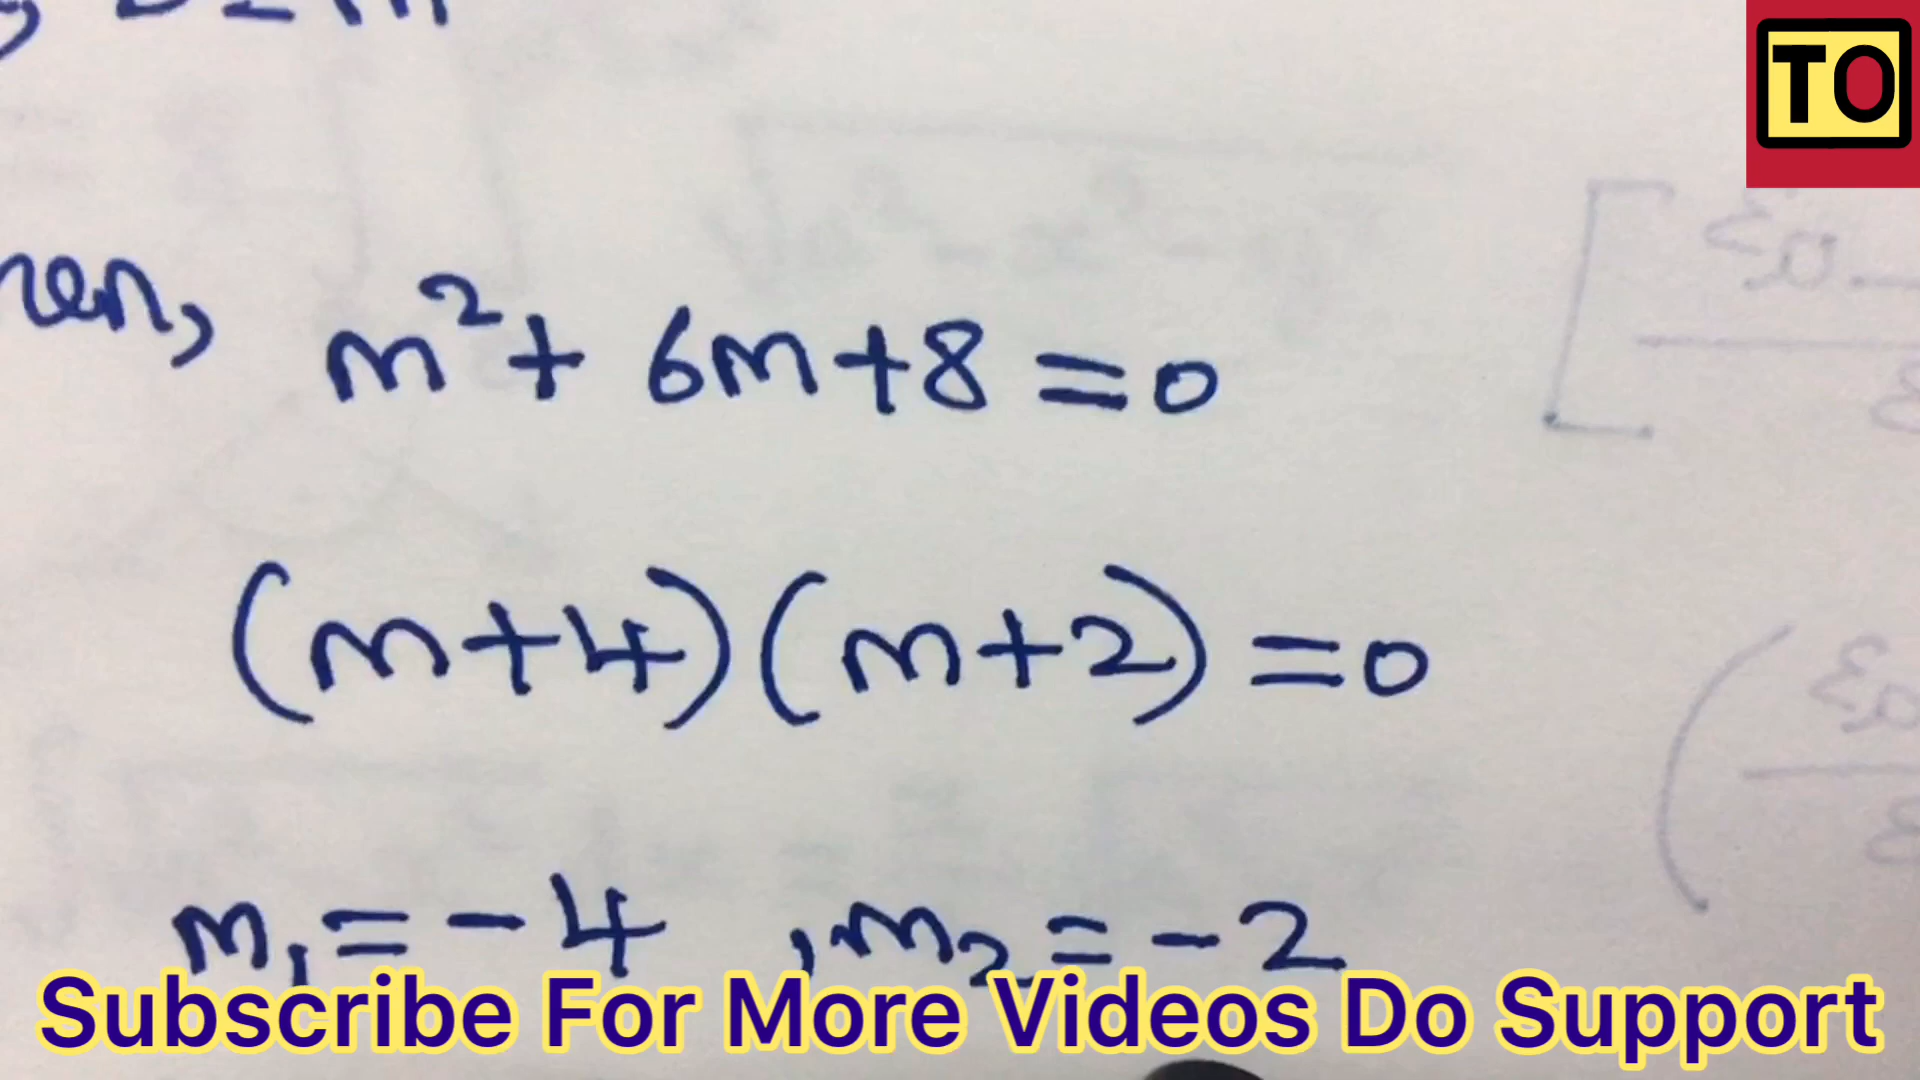 TO
m² + 6m + 8 = 0
(m+4)(m+2) = 0
m₁ = -4 , m₂ = -2
Subscribe For More Videos Do Support